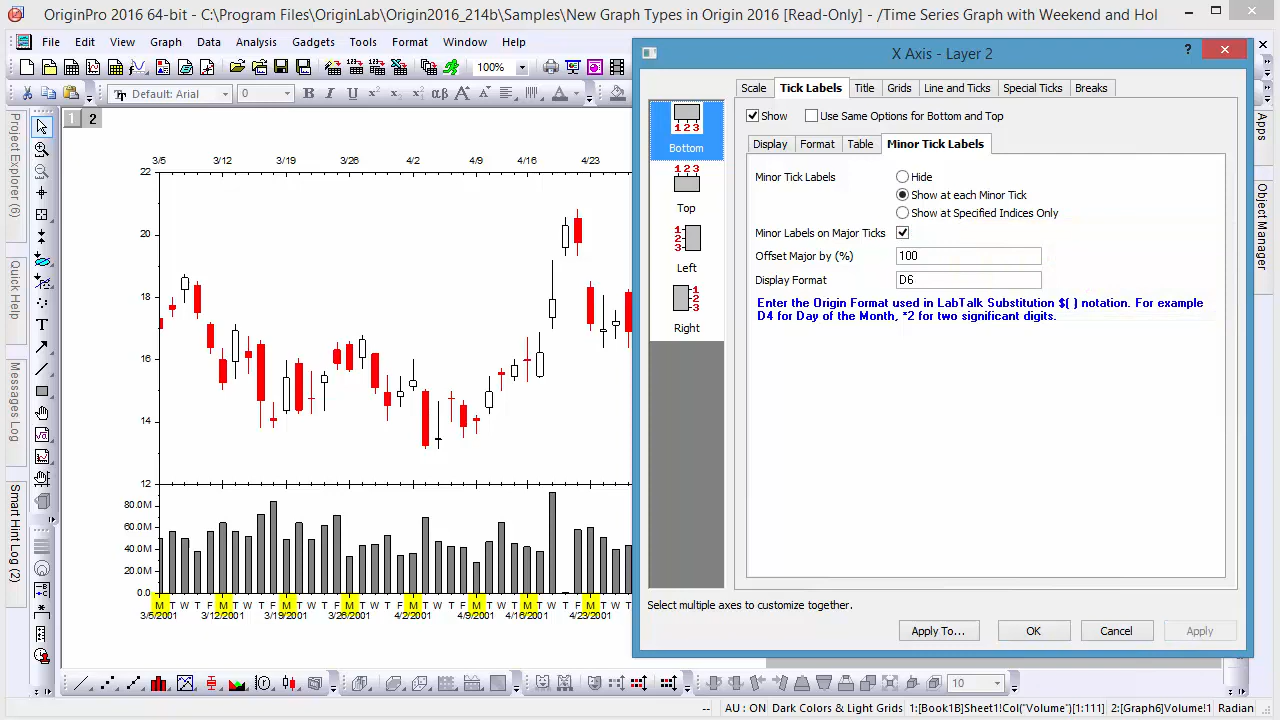 OriginPro 2016 64-bit - C:\Program Files\OriginLab\Origin2016_214b\Samples\New Graph Types in Origin 2016 [Read-Only] - /Time Series Graph with Weekend and Hol
File Edit View Graph Data Analysis Gadgets Tools Format Window Help
100%
Default: Arial 0 B I U
1 2
Project Explorer (6)
Quick Help
Messages Log
Smart Hint Log (2)
Apps
Object Manager
3/5 3/12 3/19 3/26 4/2 4/9 4/16 4/23
22
20
18
16
14
12
80.0M
60.0M
40.0M
20.0M
0.0
M T W T F M T W T F M T W T F M T W T F M T W T F M T W T M T W T F M T W T
3/5/2001 3/12/2001 3/19/2001 3/26/2001 4/2/2001 4/9/2001 4/16/2001 4/23/2001
X Axis - Layer 2
Scale Tick Labels Title Grids Line and Ticks Special Ticks Breaks
Bottom
Top
Left
Right
Show Use Same Options for Bottom and Top
Display Format Table Minor Tick Labels
Minor Tick Labels Hide
Show at each Minor Tick
Show at Specified Indices Only
Minor Labels on Major Ticks
Offset Major by (%) 100
Display Format D6
Enter the Origin Format used in LabTalk Substitution $( ) notation. For example
D4 for Day of the Month, *2 for two significant digits.
Select multiple axes to customize together.
Apply To... OK Cancel Apply
10
-- AU : ON Dark Colors & Light Grids 1:[Book1B]Sheet1!Col("Volume")[1:111] 2:[Graph6]Volume!1 Radian